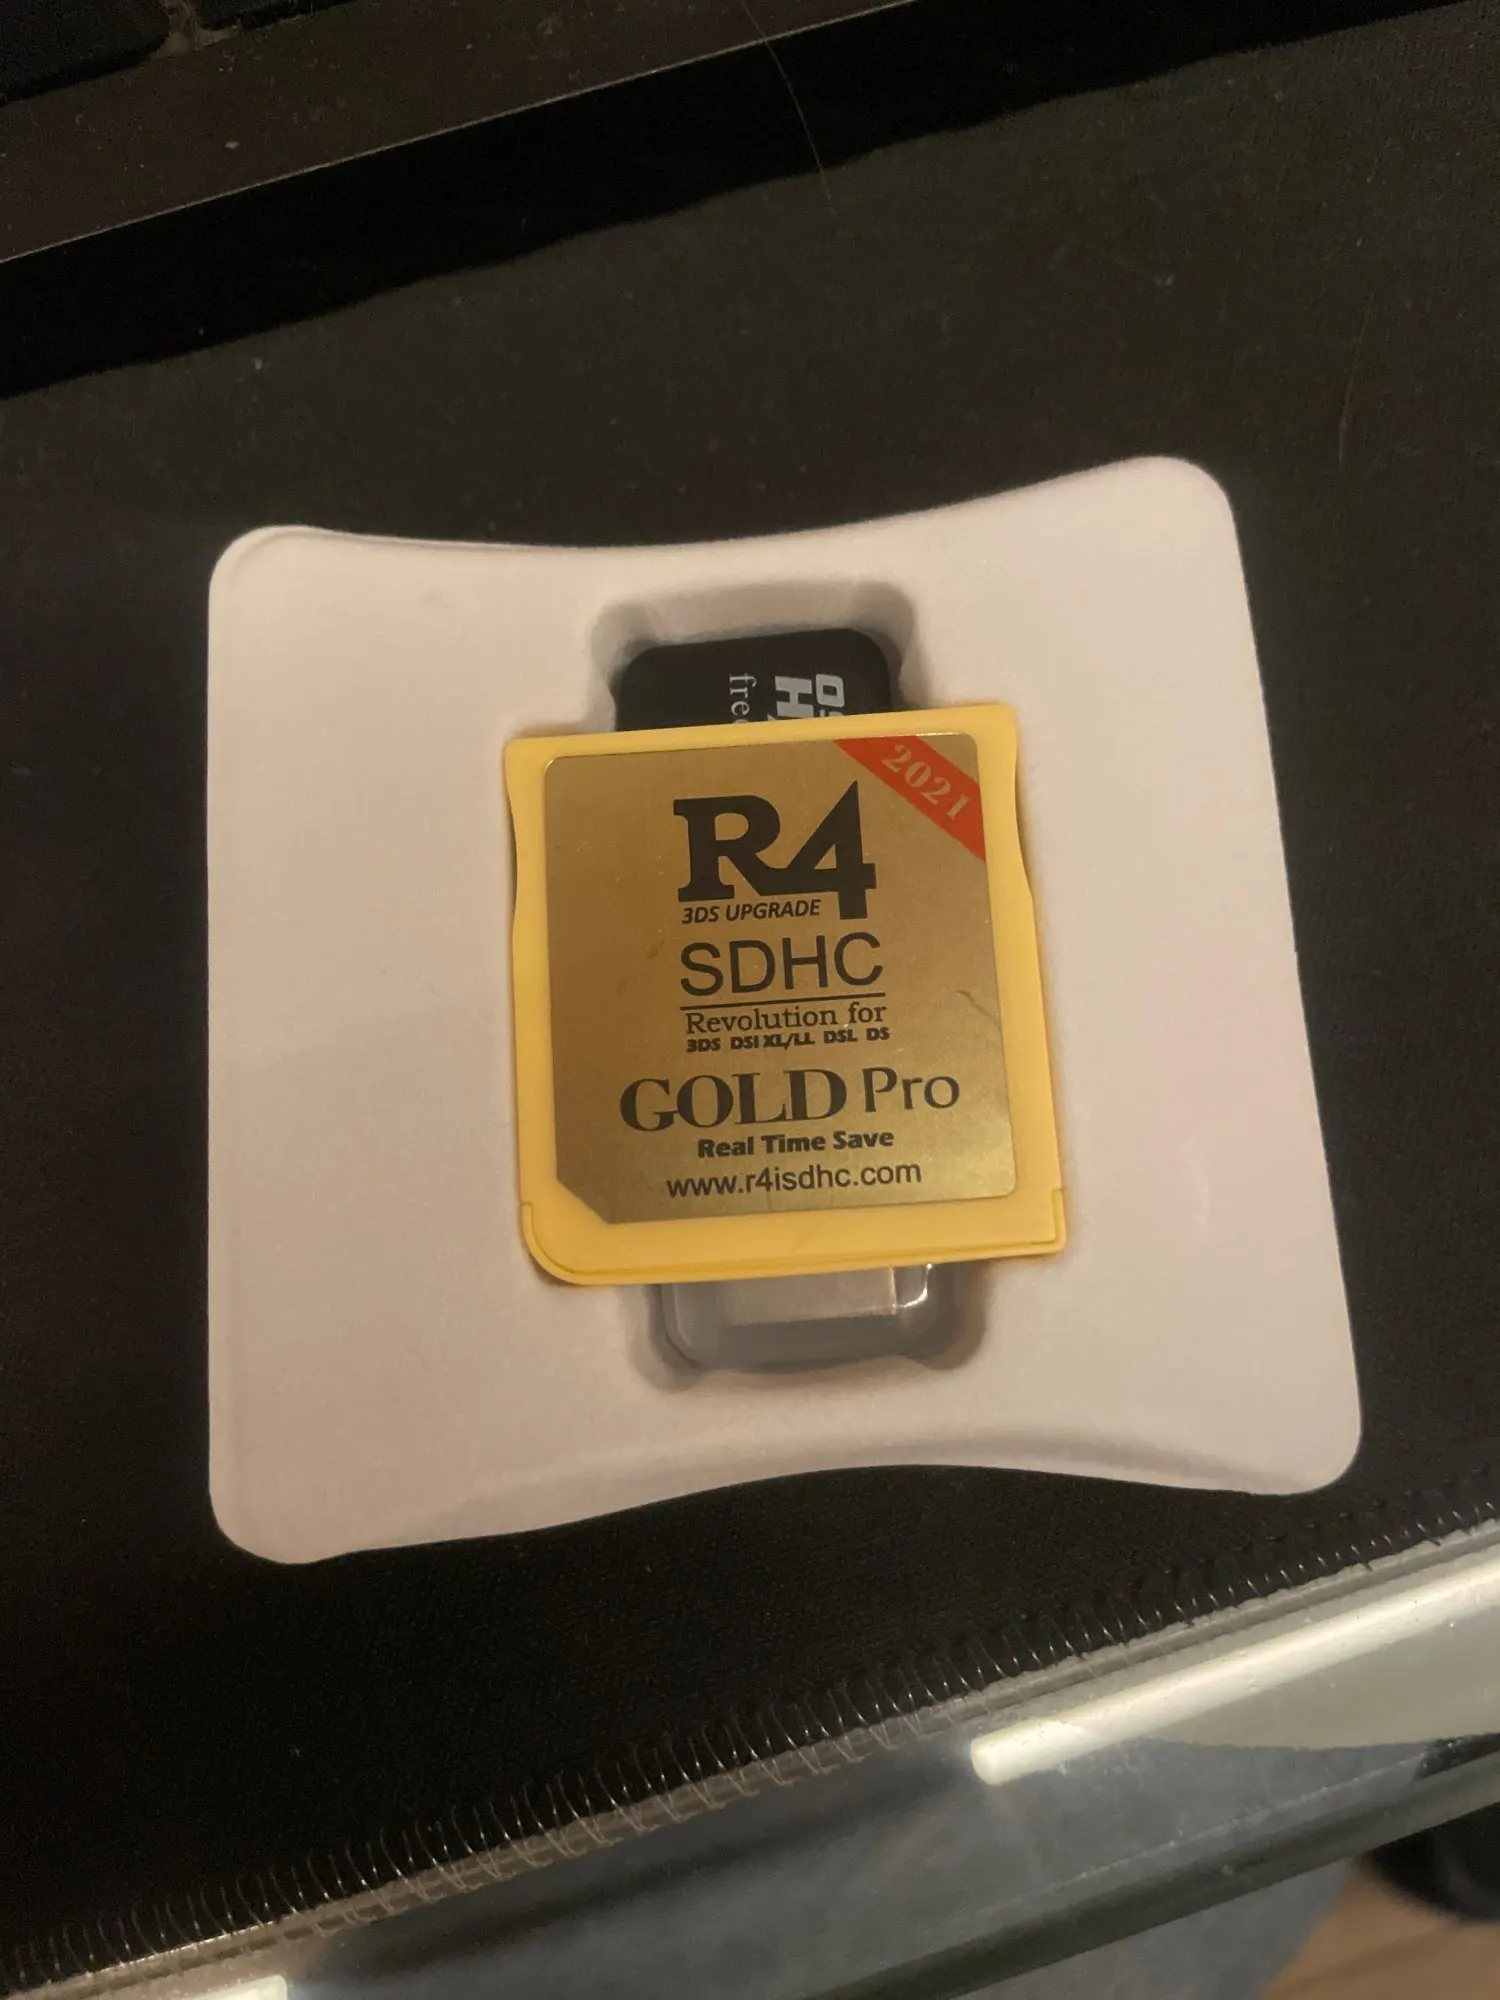 fre
2021
R4
3DS UPGRADE
SDHC
Revolution for
3DS DSI XL/LL DSL DS
GOLD Pro
Real Time Save
www.r4isdhc.com